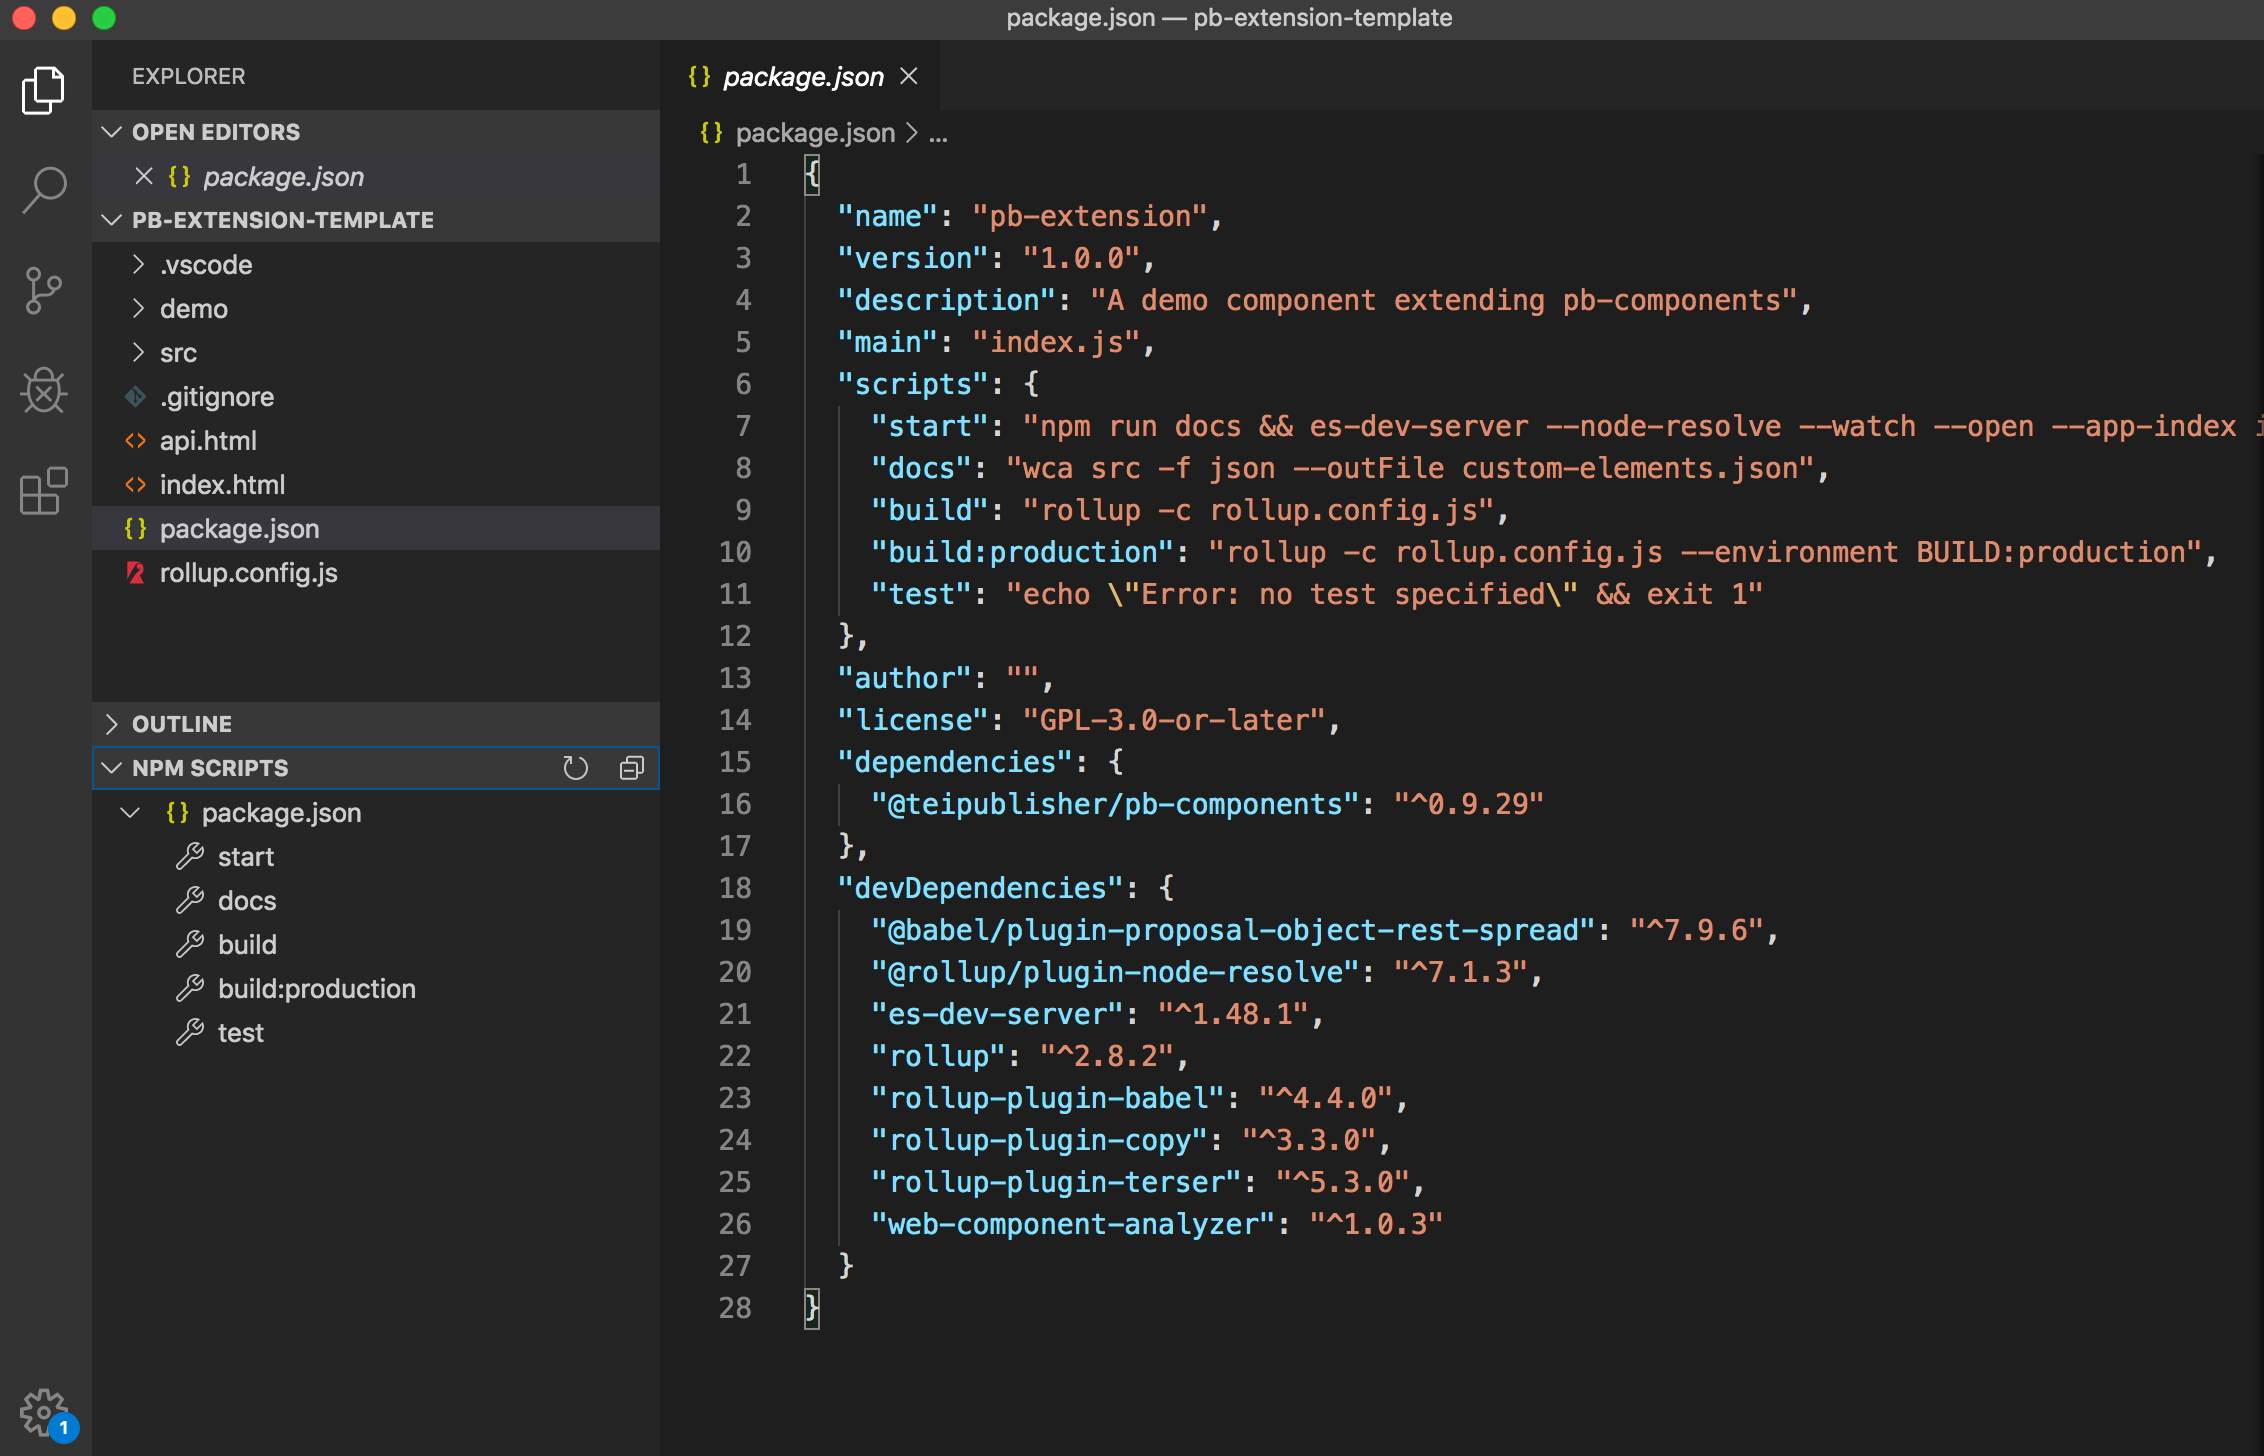 package.json — pb-extension-template
EXPLORER
OPEN EDITORS
package.json
PB-EXTENSION-TEMPLATE
.vscode
demo
src
.gitignore
api.html
index.html
package.json
rollup.config.js
OUTLINE
NPM SCRIPTS
package.json
start
docs
build
build:production
test
1
package.json
package.json > ...
1 {
2 "name": "pb-extension",
3 "version": "1.0.0",
4 "description": "A demo component extending pb-components",
5 "main": "index.js",
6 "scripts": {
7 "start": "npm run docs && es-dev-server --node-resolve --watch --open --app-index
8 "docs": "wca src -f json --outFile custom-elements.json",
9 "build": "rollup -c rollup.config.js",
10 "build:production": "rollup -c rollup.config.js --environment BUILD:production",
11 "test": "echo \"Error: no test specified\" && exit 1"
12 },
13 "author": "",
14 "license": "GPL-3.0-or-later",
15 "dependencies": {
16 "@teipublisher/pb-components": "^0.9.29"
17 },
18 "devDependencies": {
19 "@babel/plugin-proposal-object-rest-spread": "^7.9.6",
20 "@rollup/plugin-node-resolve": "^7.1.3",
21 "es-dev-server": "^1.48.1",
22 "rollup": "^2.8.2",
23 "rollup-plugin-babel": "^4.4.0",
24 "rollup-plugin-copy": "^3.3.0",
25 "rollup-plugin-terser": "^5.3.0",
26 "web-component-analyzer": "^1.0.3"
27 }
28 }